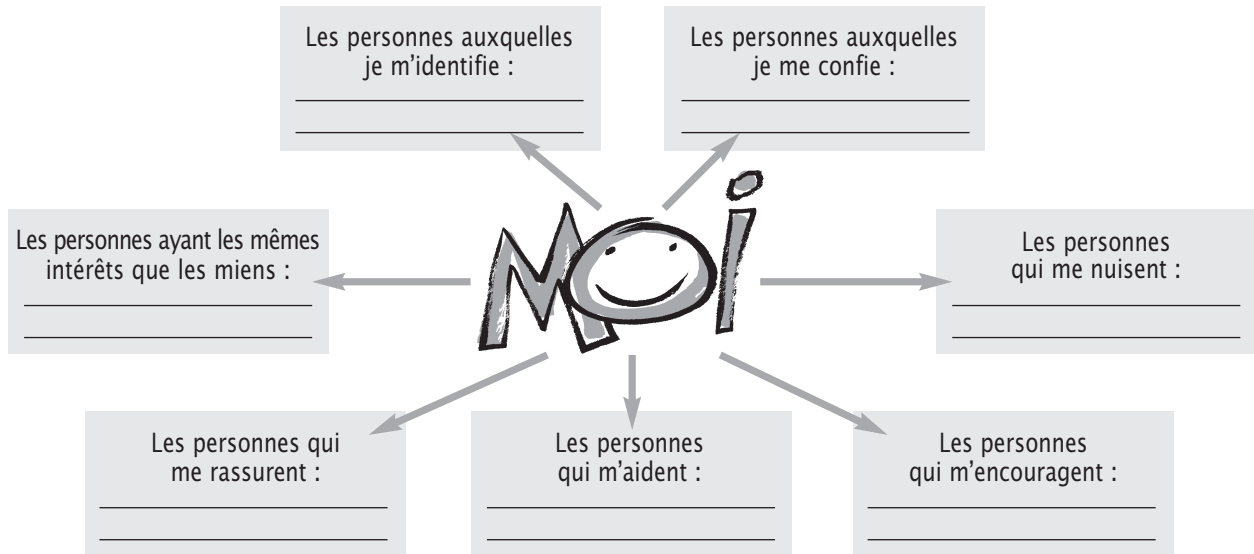 Les personnes auxquelles
je m'identifie :
Les personnes auxquelles
je me confie :
Les personnes ayant les mêmes
intérêts que les miens :
MOi
Les personnes
qui me nuisent :
Les personnes qui
me rassurent :
Les personnes
qui m'aident :
Les personnes
qui m'encouragent :